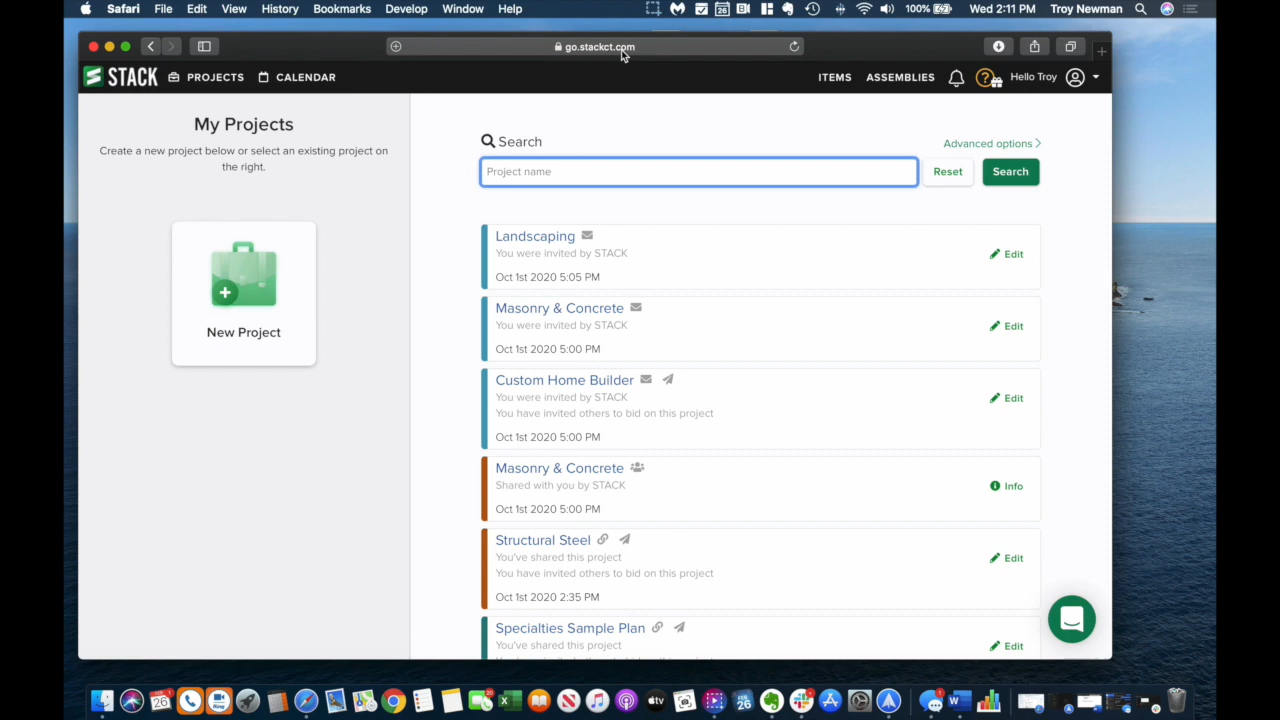 Safari File Edit View History Bookmarks Develop Window Help 26 100% Wed 2:11 PM Troy Newman
go.stackct.com
STACK PROJECTS CALENDAR ITEMS ASSEMBLIES ? Hello Troy
My Projects
Create a new project below or select an existing project on
the right.
New Project
Search
Advanced options
Project name
Reset
Search
Landscaping
You were invited by STACK
Oct 1st 2020 5:05 PM
Edit
Masonry & Concrete
You were invited by STACK
Oct 1st 2020 5:00 PM
Edit
Custom Home Builder
You were invited by STACK
You have invited others to bid on this project
Oct 1st 2020 5:00 PM
Edit
Masonry & Concrete
Shared with you by STACK
Oct 1st 2020 5:00 PM
Info
Structural Steel
You've shared this project
You have invited others to bid on this project
Oct 1st 2020 2:35 PM
Edit
Specialties Sample Plan
You've shared this project
Edit
26
tv
W